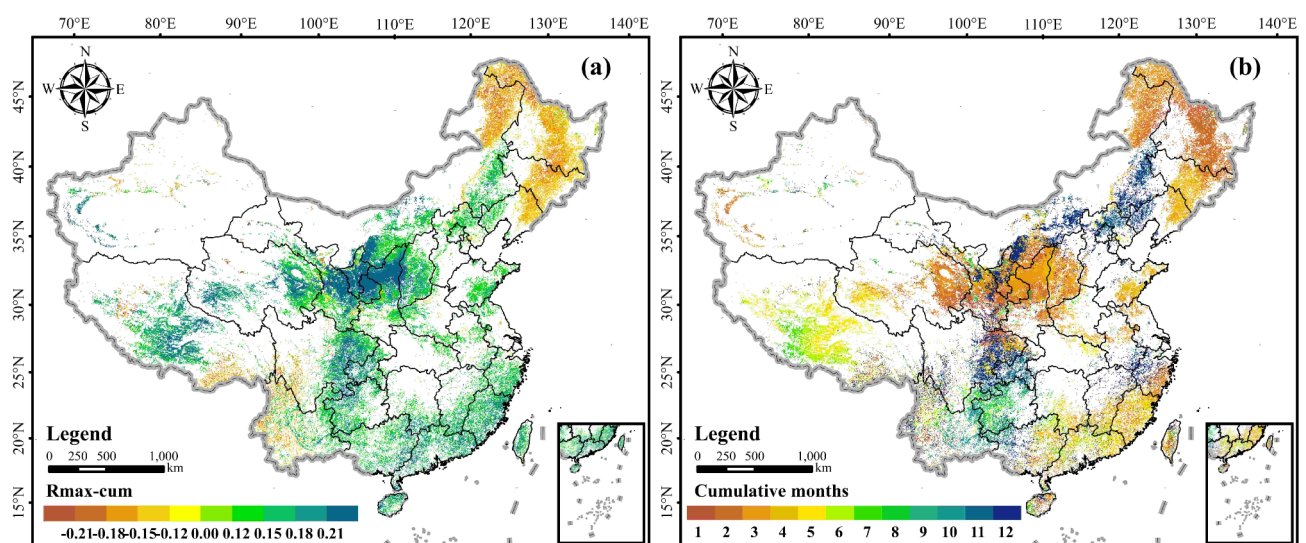 70°E 80°E 90°E 100°E 110°E 120°E 130°E 140°E
(a)
N
W E
S
45°N
40°N
35°N
30°N
25°N
20°N
15°N
Legend
0 250 500 1,000
km
Rmax-cum
-0.21 -0.18 -0.15 -0.12 0.00 0.12 0.15 0.18 0.21
70°E 80°E 90°E 100°E 110°E 120°E 130°E 140°E
(b)
N
W E
S
45°N
40°N
35°N
30°N
25°N
20°N
15°N
Legend
0 250 500 1,000
km
Cumulative months
1 2 3 4 5 6 7 8 9 10 11 12